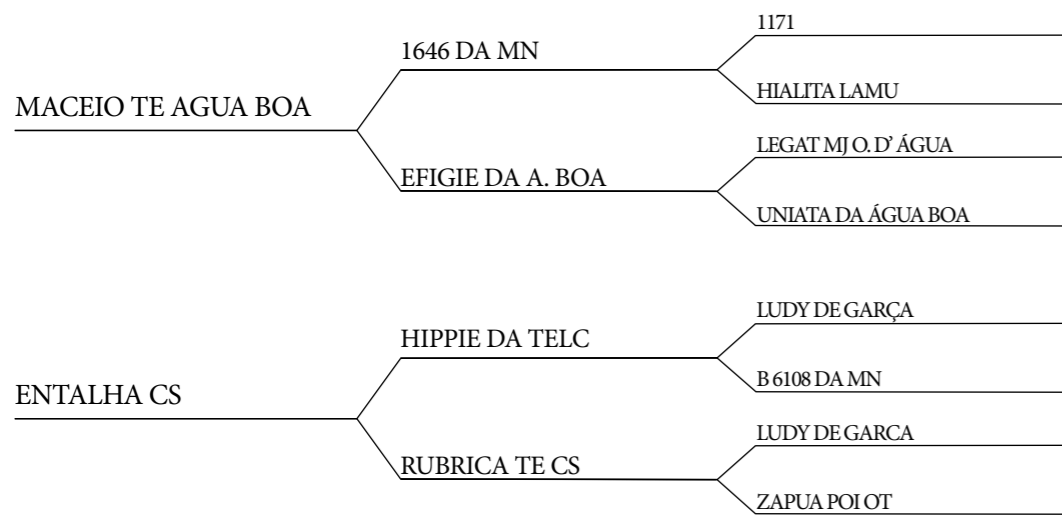 1171
1646 DA MN
HIALITA LAMU
MACEIO TE AGUA BOA
LEGAT MJ O. D' ÁGUA
EFIGIE DA A. BOA
UNIATA DA ÁGUA BOA
LUDY DE GARÇA
HIPPIE DA TELC
B 6108 DA MN
ENTALHA CS
LUDY DE GARCA
RUBRICA TE CS
ZAPUA POI OT